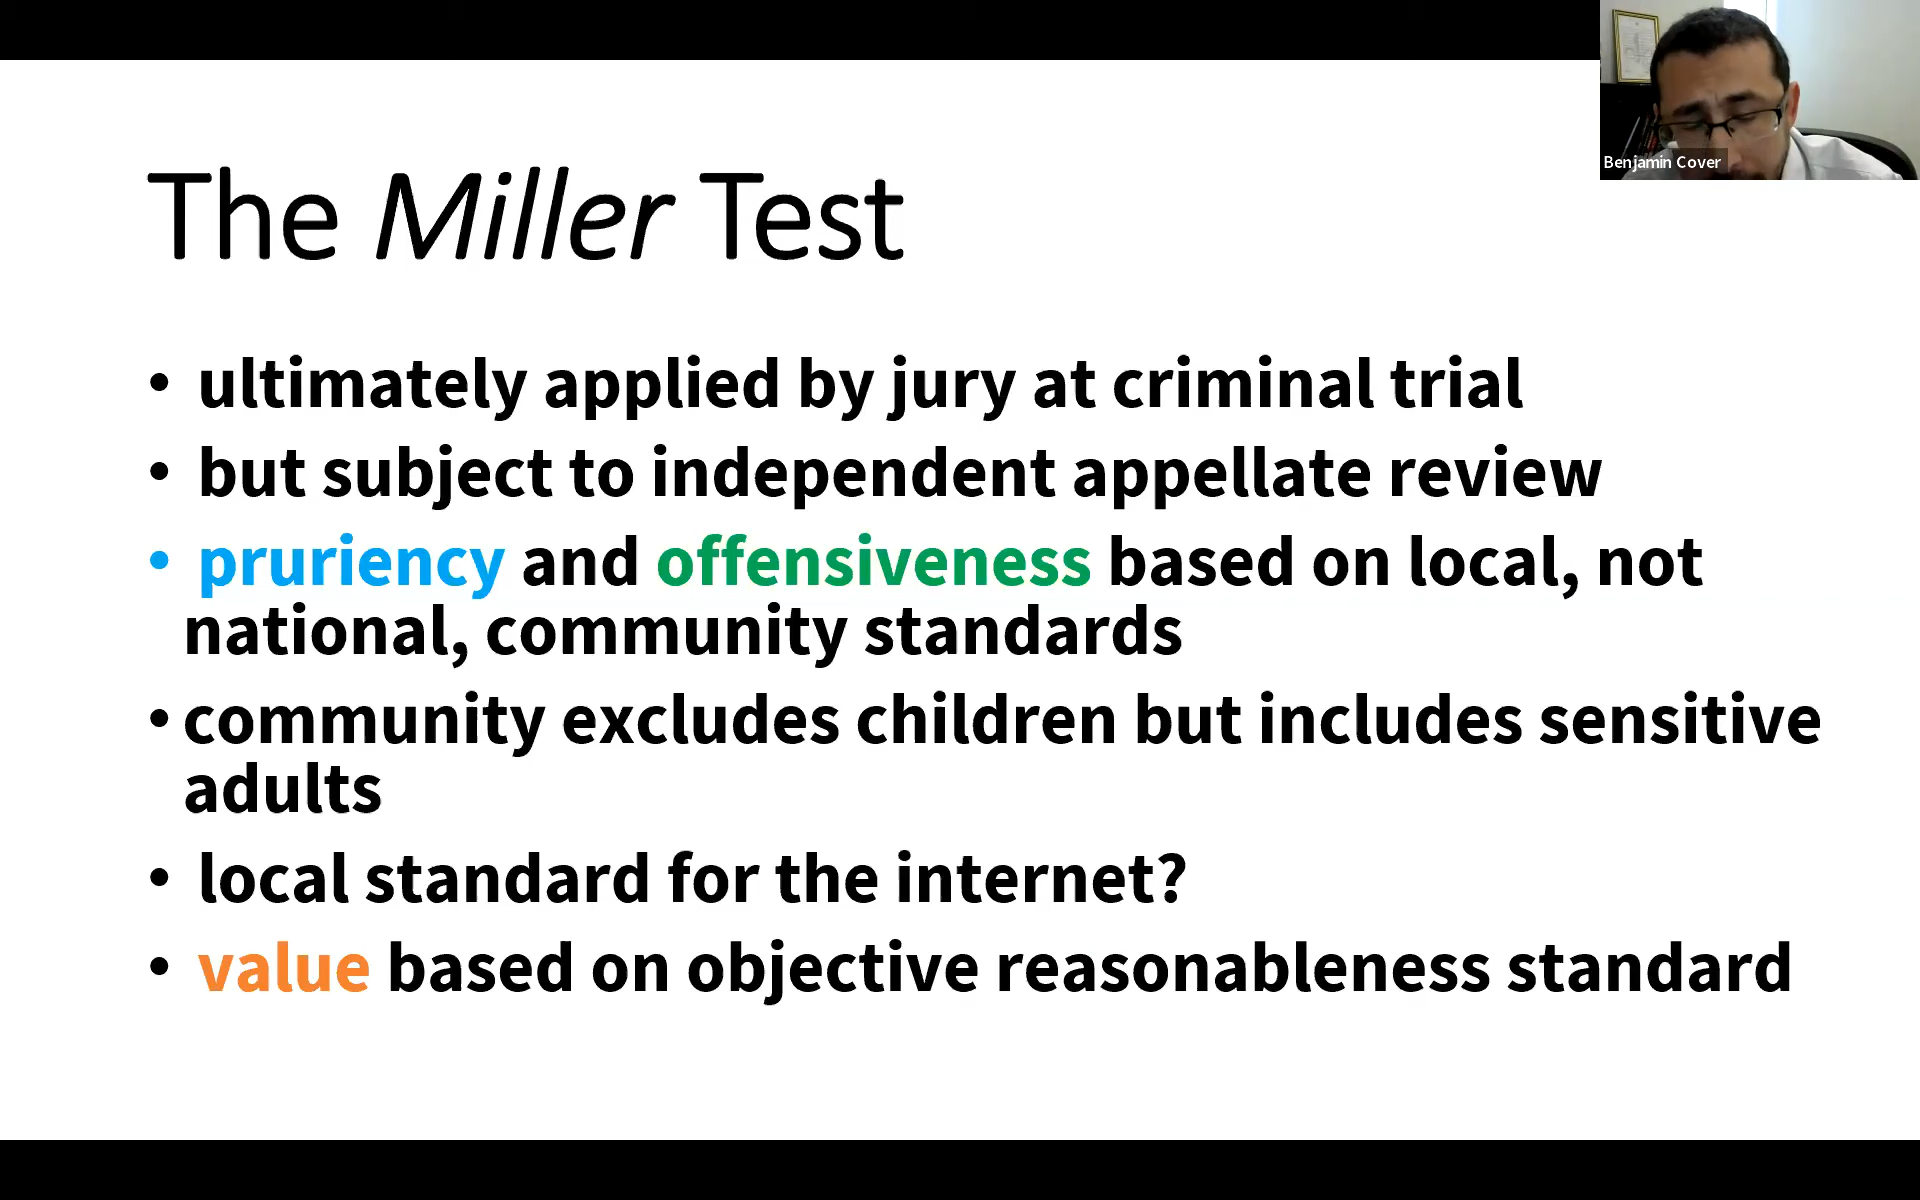 Benjamin Cover
The Miller Test
• ultimately applied by jury at criminal trial
• but subject to independent appellate review
• pruriency and offensiveness based on local, not
national, community standards
• community excludes children but includes sensitive
adults
• local standard for the internet?
• value based on objective reasonableness standard